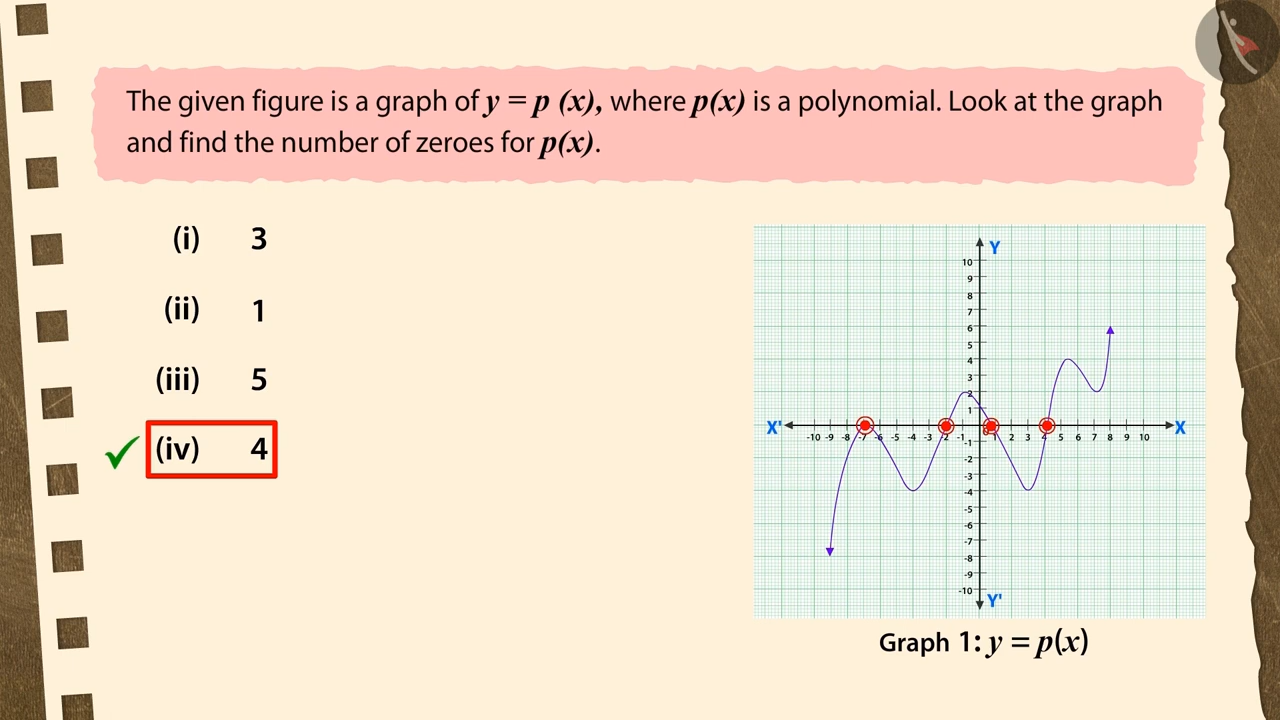 The given figure is a graph of y = p (x), where p(x) is a polynomial. Look at the graph
and find the number of zeroes for p(x).
(i) 3
(ii) 1
(iii) 5
(iv) 4
Y
10
9
8
7
6
5
4
3
2
1
X' -10 -9 -8 -7 -6 -5 -4 -3 -2 -1 0 1 2 3 4 5 6 7 8 9 10 X
-1
-2
-3
-4
-5
-6
-7
-8
-9
-10
Y'
Graph 1: y = p(x)